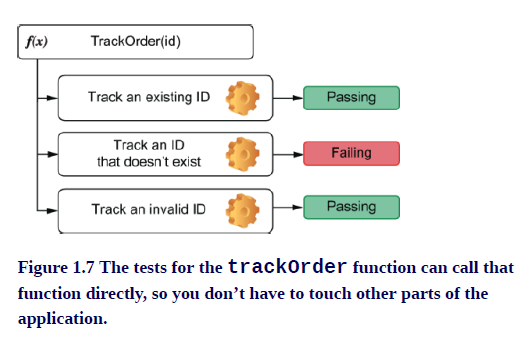 f(x) TrackOrder(id)
Track an existing ID Passing
Track an ID
that doesn't exist Failing
Track an invalid ID Passing
Figure 1.7 The tests for the trackOrder function can call that
function directly, so you don’t have to touch other parts of the
application.